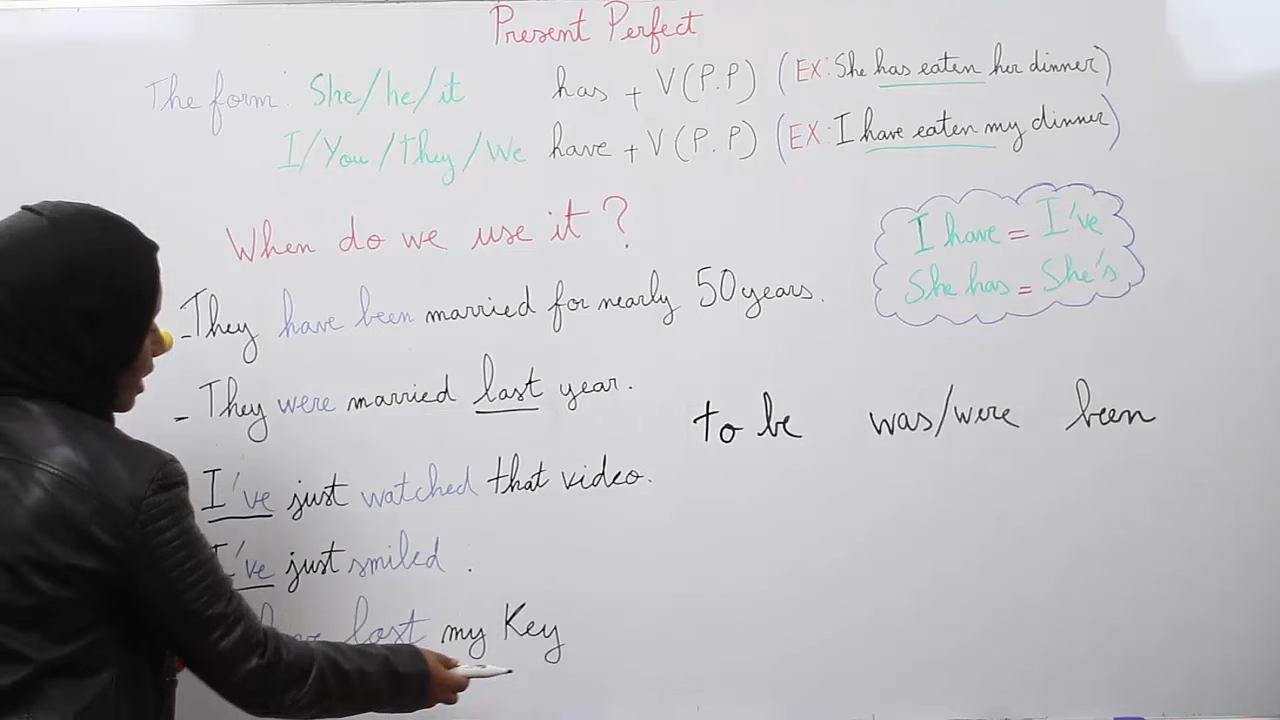 Present Perfect
The form: She/he/it has + V(P.P) (EX: She has eaten her dinner)
I/You/They/We have + V(P.P) (EX: I have eaten my dinner)
When do we use it?
I have = I've
She has = She's
- They have been married for nearly 50 years.
- They were married last year.
to be was/were been
I've just watched that video.
I've just smiled.
have lost my Key